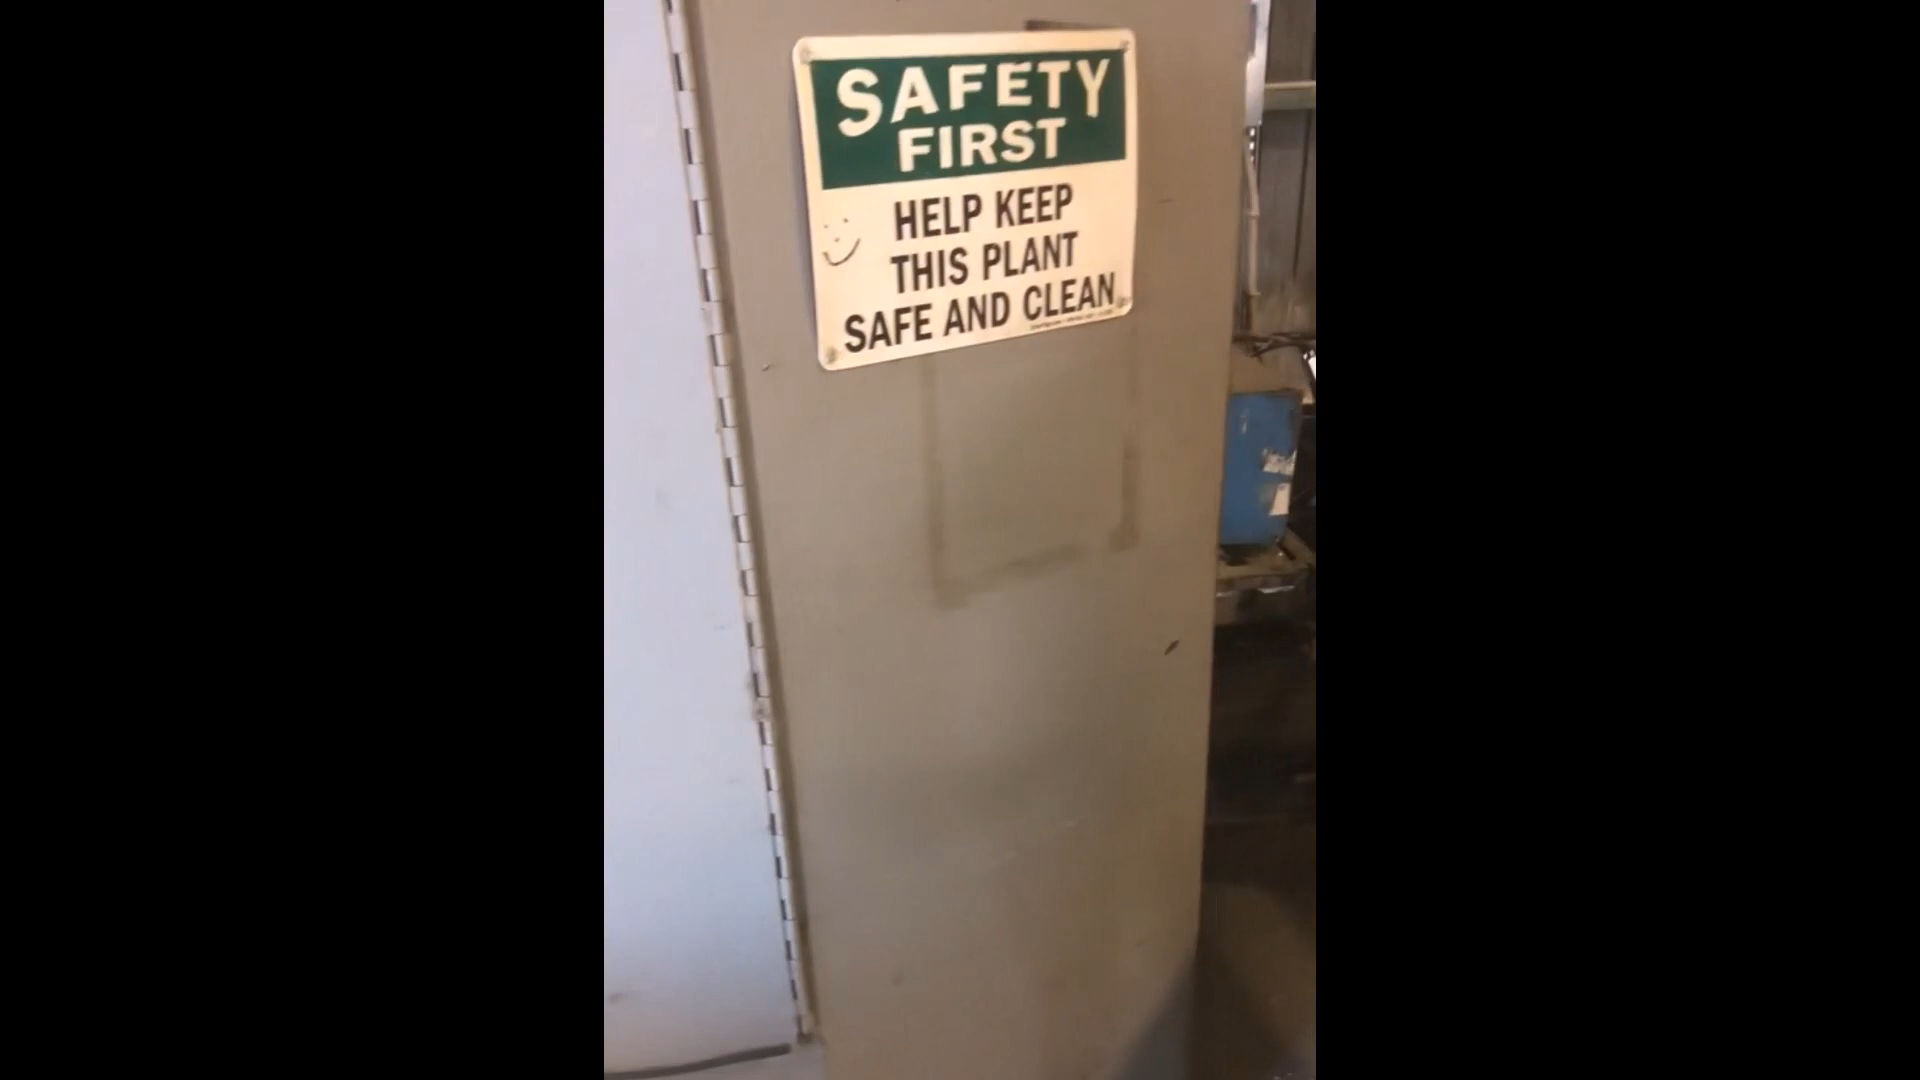 SAFETY
FIRST
HELP KEEP
THIS PLANT
SAFE AND CLEAN